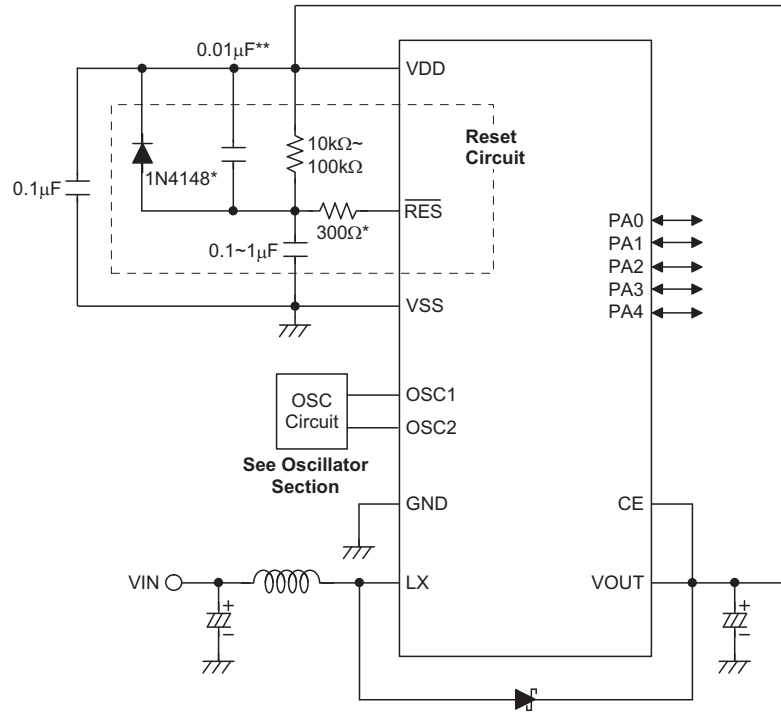 0.01μF**
VDD
10kΩ~
100kΩ
Reset
Circuit
1N4148*
0.1μF
RES
300Ω*
0.1~1μF
VSS
PA0
PA1
PA2
PA3
PA4
OSC
Circuit
OSC1
OSC2
See Oscillator
Section
GND
CE
VIN
LX
VOUT
+
−
+
−